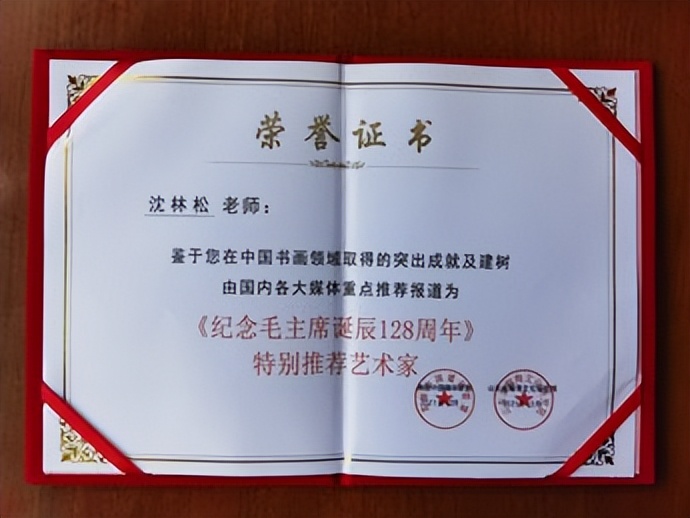 荣誉证书
沈林松 老师：
鉴于您在中国书画领域取得的突出成就及建树
由国内各大媒体重点推荐报道为
《纪念毛主席诞辰128周年》
特别推荐艺术家